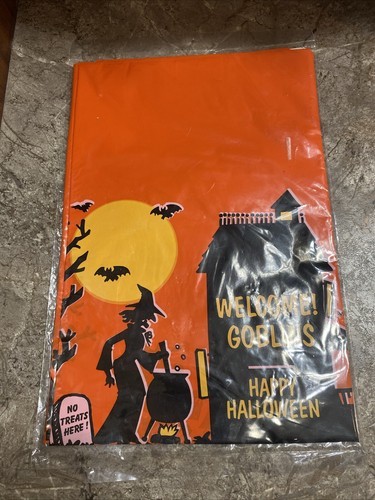 WELCOME!
GOBLINS
HAPPY
HALLOWEEN
NO
TREATS
HERE!